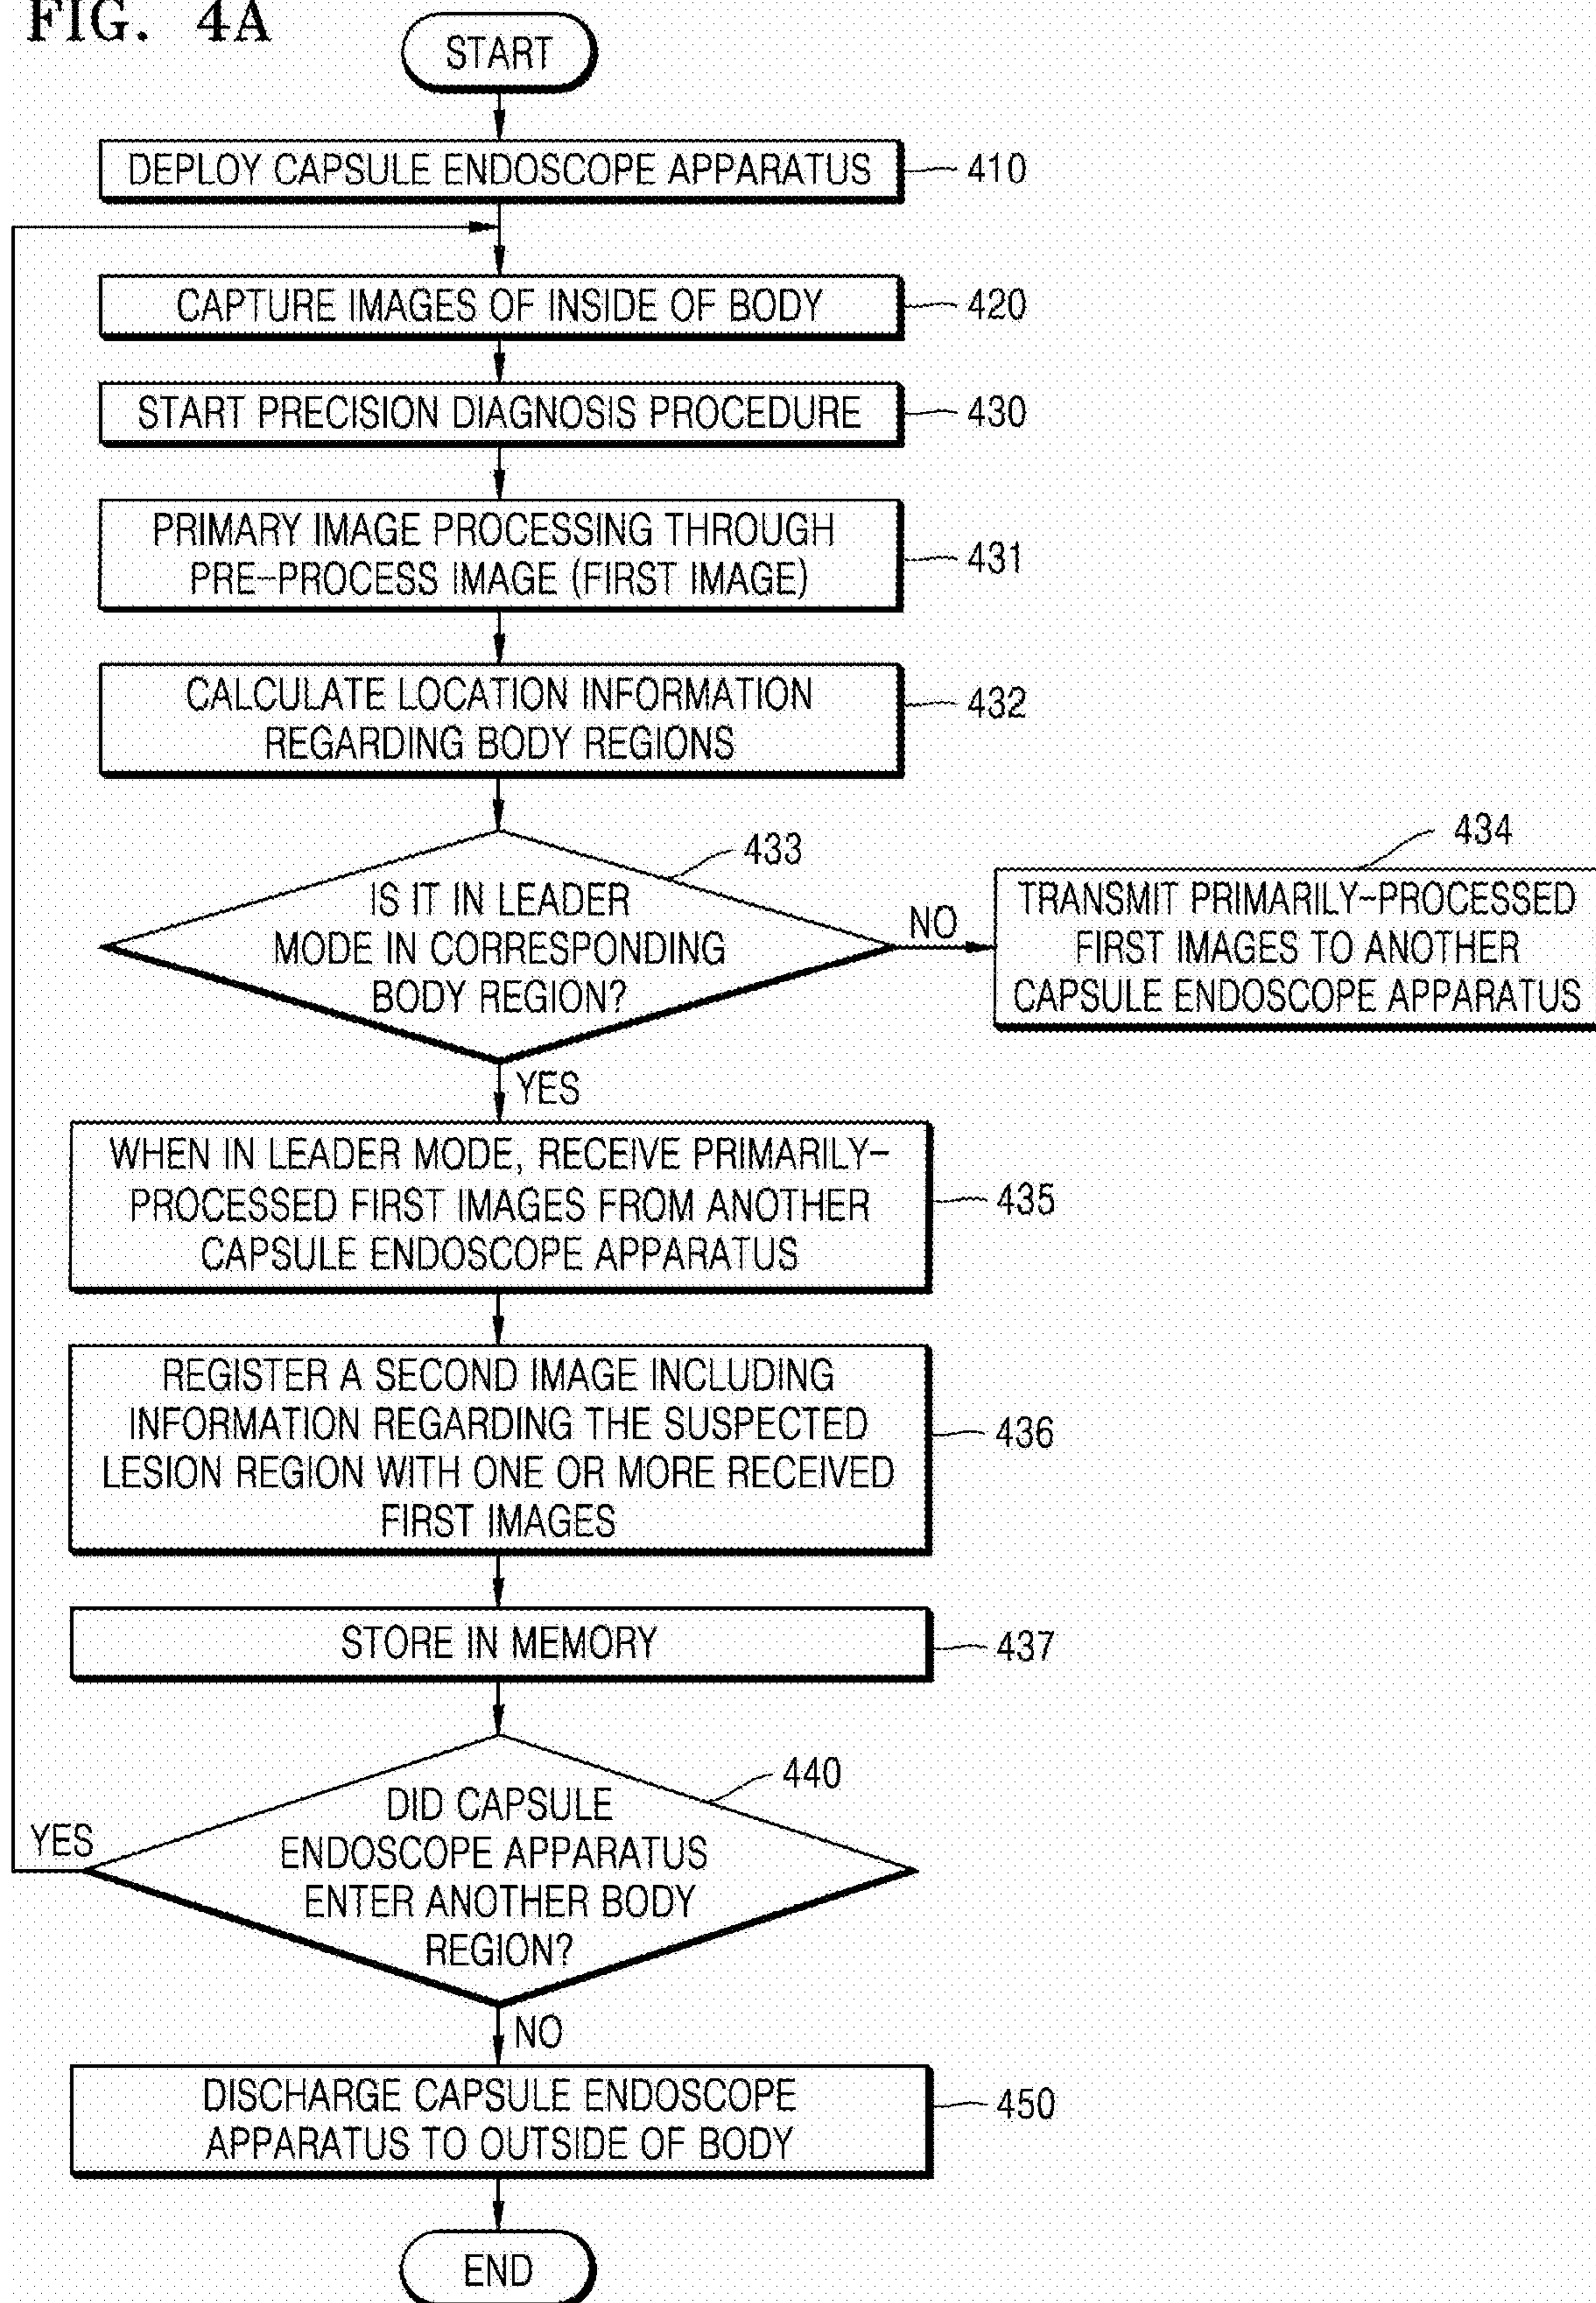 FIG. 4A
START
DEPLOY CAPSULE ENDOSCOPE APPARATUS
410
CAPTURE IMAGES OF INSIDE OF BODY
420
START PRECISION DIAGNOSIS PROCEDURE
430
PRIMARY IMAGE PROCESSING THROUGH
PRE-PROCESS IMAGE (FIRST IMAGE)
431
CALCULATE LOCATION INFORMATION
REGARDING BODY REGIONS
432
433
IS IT IN LEADER
MODE IN CORRESPONDING
BODY REGION?
NO
434
TRANSMIT PRIMARILY-PROCESSED
FIRST IMAGES TO ANOTHER
CAPSULE ENDOSCOPE APPARATUS
YES
WHEN IN LEADER MODE, RECEIVE PRIMARILY-
PROCESSED FIRST IMAGES FROM ANOTHER
CAPSULE ENDOSCOPE APPARATUS
435
REGISTER A SECOND IMAGE INCLUDING
INFORMATION REGARDING THE SUSPECTED
LESION REGION WITH ONE OR MORE RECEIVED
FIRST IMAGES
436
STORE IN MEMORY
437
440
DID CAPSULE
ENDOSCOPE APPARATUS
ENTER ANOTHER BODY
REGION?
YES
NO
DISCHARGE CAPSULE ENDOSCOPE
APPARATUS TO OUTSIDE OF BODY
450
END